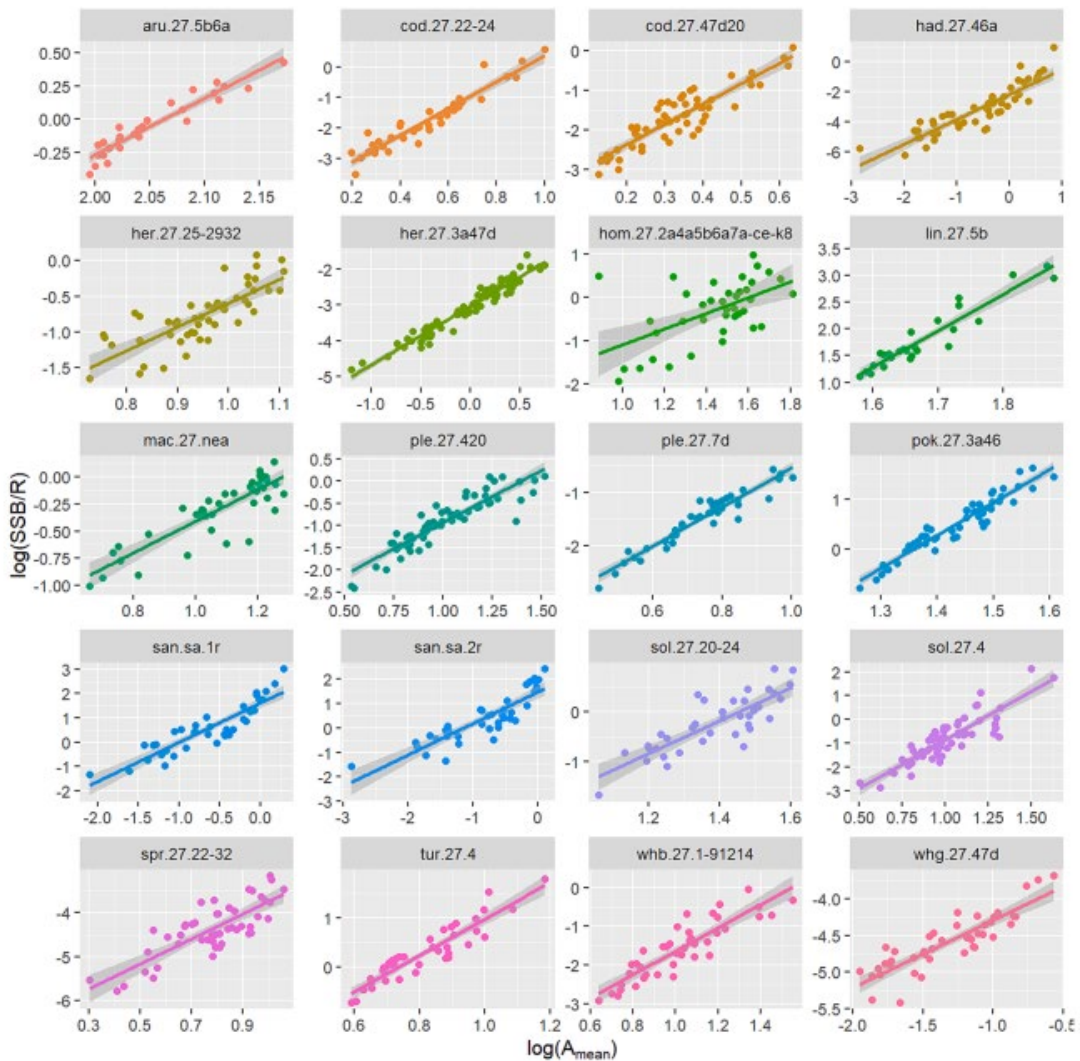 aru.27.5b6a
0.50
0.25
0.00
-0.25
2.00 2.05 2.10 2.15
cod.27.22-24
0
-1
-2
-3
0.2 0.4 0.6 0.8 1.0
cod.27.47d20
0
-1
-2
-3
0.2 0.3 0.4 0.5 0.6
had.27.46a
0
-2
-4
-6
-3 -2 -1 0 1
her.27.25-2932
0.0
-0.5
-1.0
-1.5
0.8 0.9 1.0 1.1
her.27.3a47d
-2
-3
-4
-5
-1.0 -0.5 0.0 0.5
hom.27.2a4a5b6a7a-ce-k8
1
0
-1
-2
1.0 1.2 1.4 1.6 1.8
lin.27.5b
3.5
3.0
2.5
2.0
1.5
1.0
1.6 1.7 1.8
log(SSB/R)
mac.27.nea
0.00
-0.25
-0.50
-0.75
-1.00
0.8 1.0 1.2
ple.27.420
0.5
0.0
-0.5
-1.0
-1.5
-2.0
-2.5
0.50 0.75 1.00 1.25 1.50
ple.27.7d
-1
-2
0.6 0.8 1.0
pok.27.3a46
1
0
1.3 1.4 1.5 1.6
san.sa.1r
3
2
1
0
-1
-2
-2.0 -1.5 -1.0 -0.5 0.0
san.sa.2r
2
1
0
-1
-2
-3
-3 -2 -1 0
sol.27.20-24
0
-1
1.2 1.4 1.6
sol.27.4
2
1
0
-1
-2
-3
0.50 0.75 1.00 1.25 1.50
spr.27.22-32
-4
-5
-6
0.3 0.5 0.7 0.9
tur.27.4
1
0
0.6 0.8 1.0 1.2
whb.27.1-91214
0
-1
-2
-3
0.6 0.8 1.0 1.2 1.4
whg.27.47d
-4.0
-4.5
-5.0
-5.5
-2.0 -1.5 -1.0 -0.5
log(Amean)